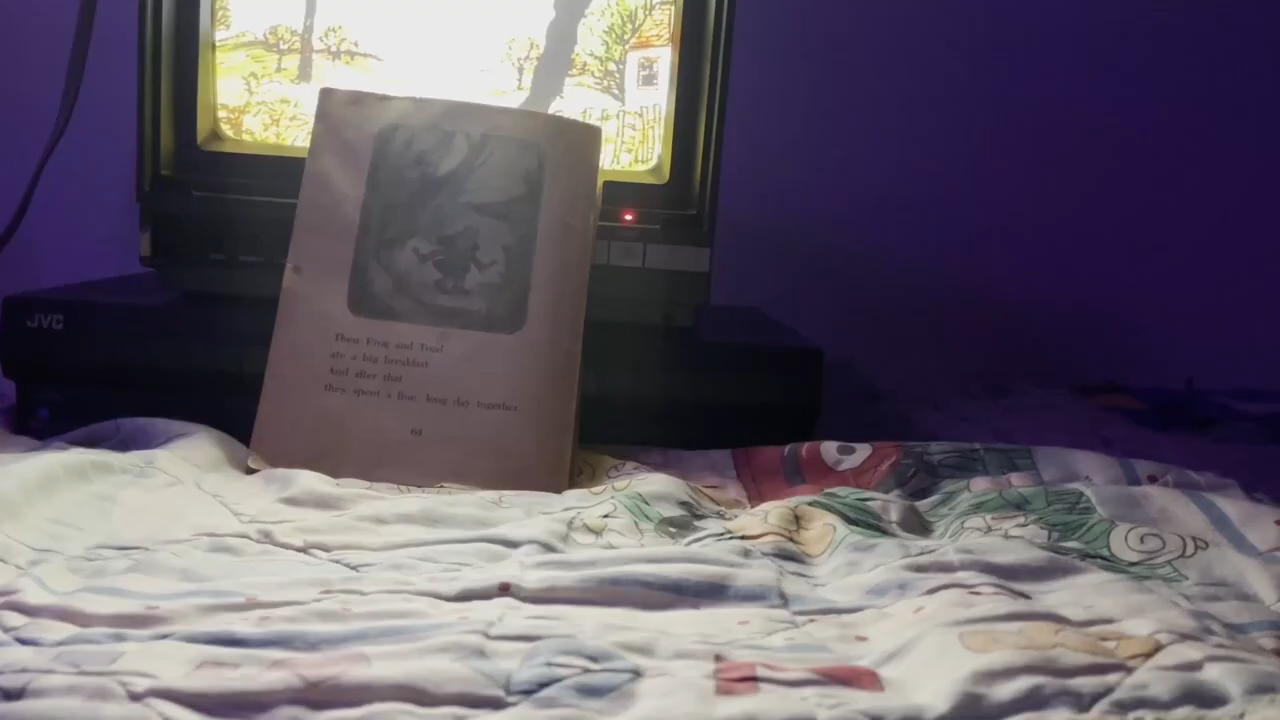 JVC
Then Frog and Toad
ate a big breakfast.
And after that
they spent a fine, long day together.
64